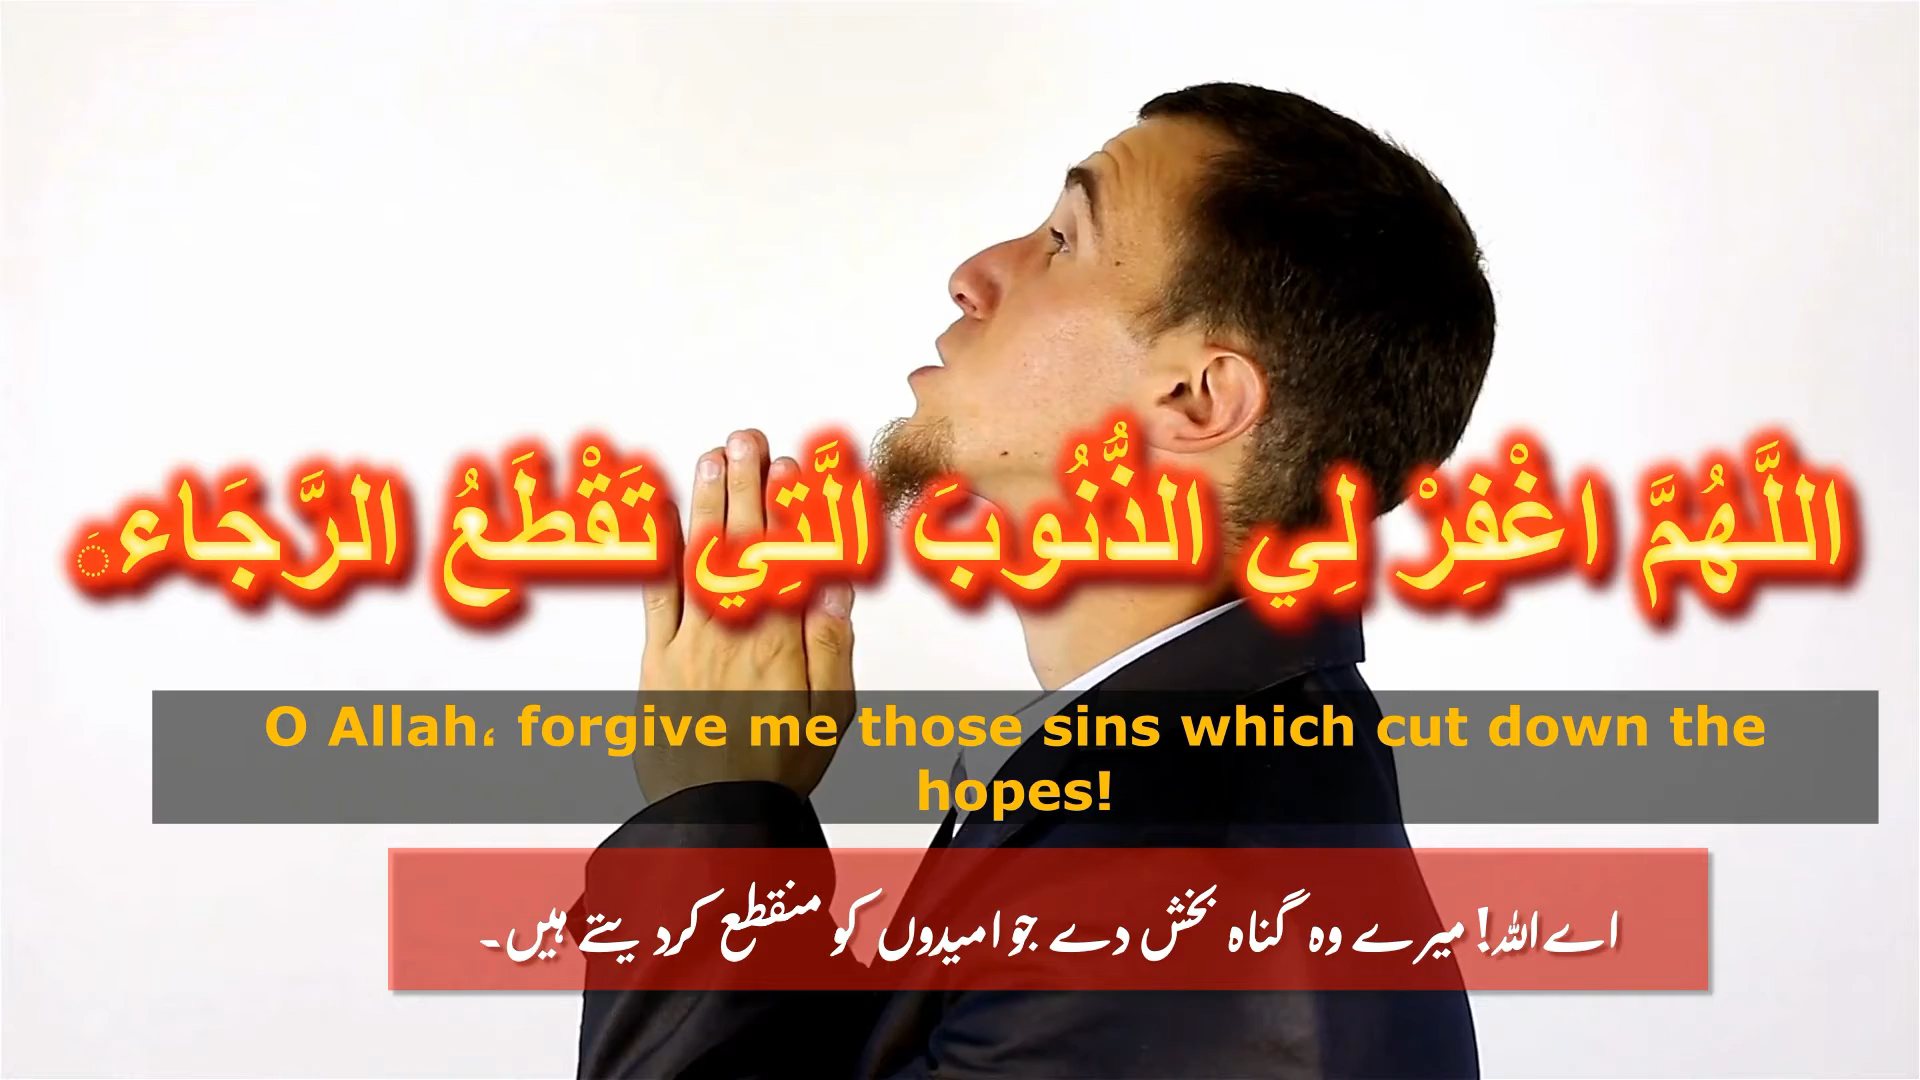 اللَّهُمَّ اغْفِرْ لِي الذُّنُوبَ الَّتِي تَقْطَعُ الرَّجَاءَ
O Allah، forgive me those sins which cut down the
hopes!
اے اللہ! میرے وہ گناہ بخش دے جو امیدوں کو منقطع کردیتے ہیں۔